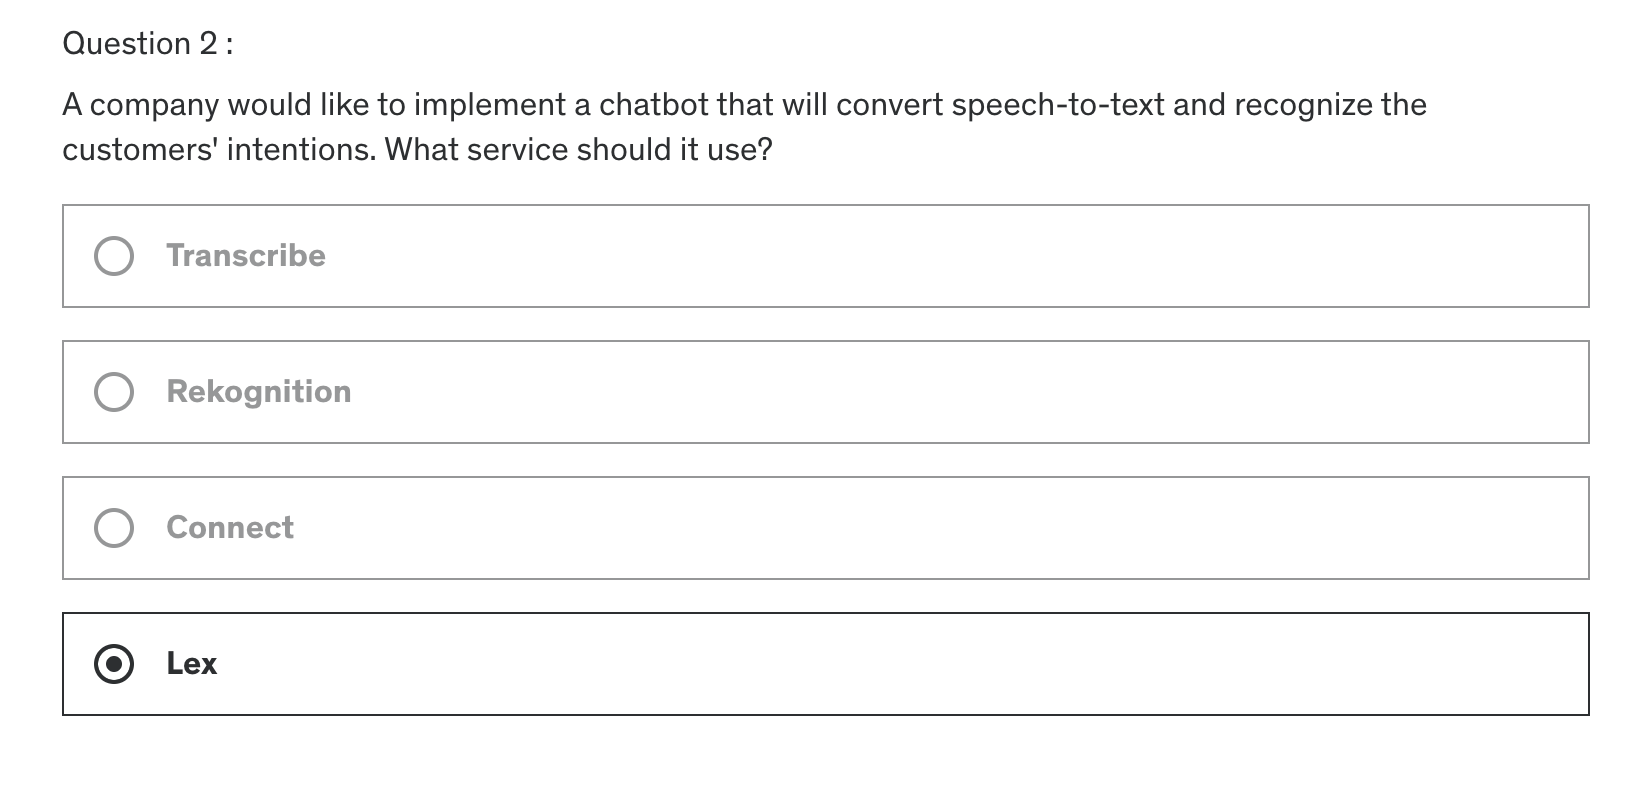 Question 2 :
A company would like to implement a chatbot that will convert speech-to-text and recognize the
customers' intentions. What service should it use?
Transcribe
Rekognition
Connect
Lex